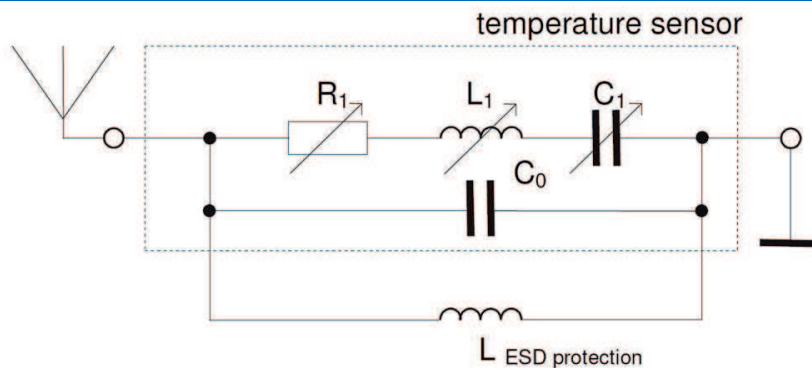 temperature sensor
R1 L1 C1
C0
L ESD protection